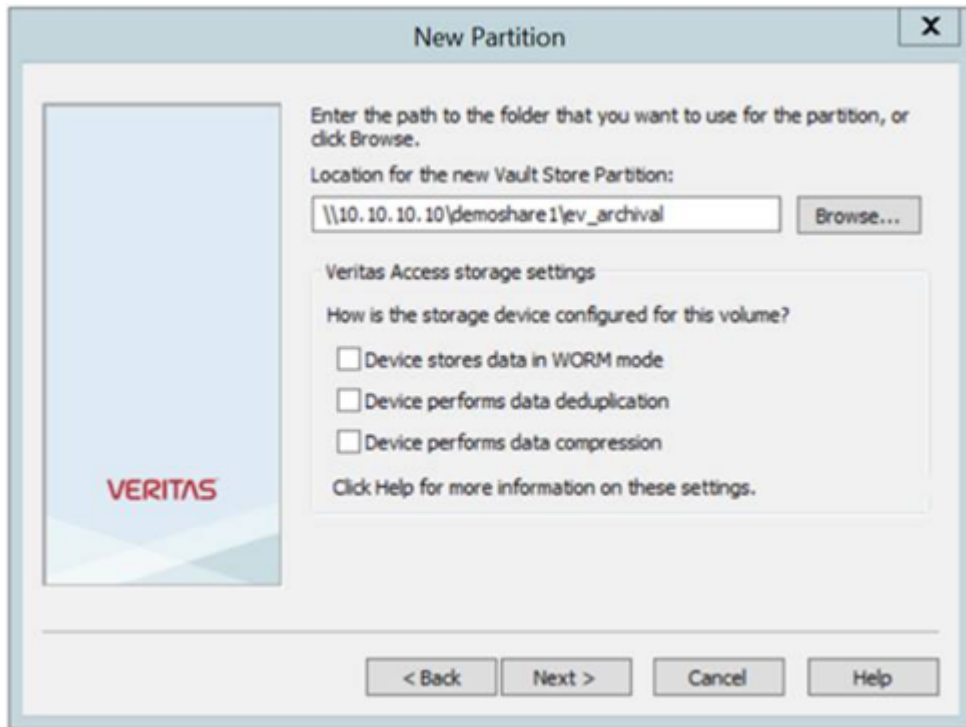 New Partition
X
Enter the path to the folder that you want to use for the partition, or
click Browse.
Location for the new Vault Store Partition:
\\10.10.10.10\demoshare1\ev_archival
Browse...
Veritas Access storage settings
How is the storage device configured for this volume?
Device stores data in WORM mode
Device performs data deduplication
Device performs data compression
Click Help for more information on these settings.
VERITAS
< Back
Next >
Cancel
Help